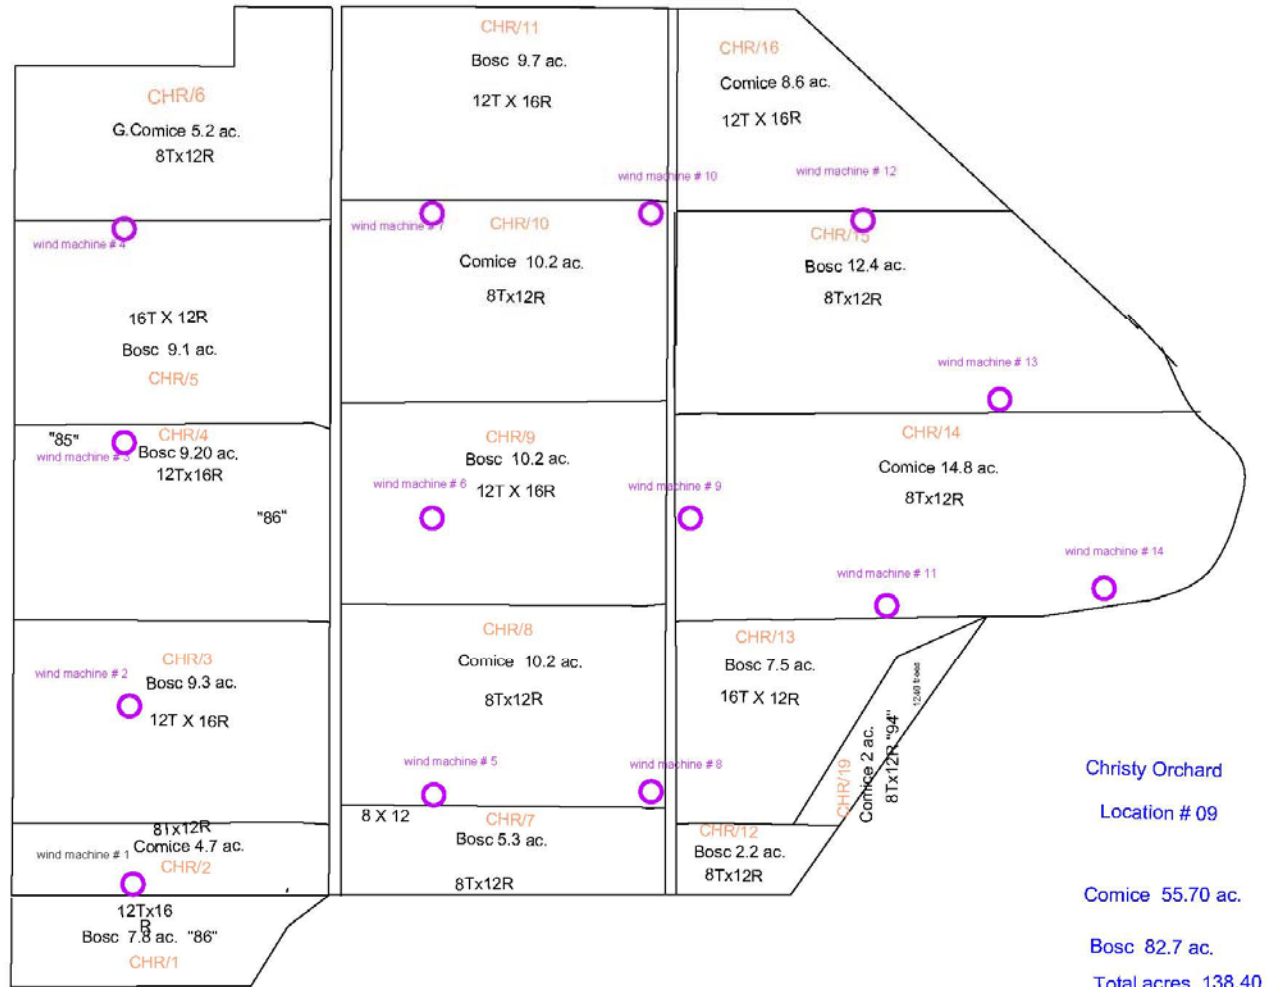 CHR/6
G.Comice 5.2 ac.
8Tx12R
wind machine # 4
16T X 12R
Bosc 9.1 ac.
CHR/5
"85"
CHR/4
Bosc 9.20 ac.
wind machine # 3
12Tx16R
"86"
CHR/3
wind machine # 2
Bosc 9.3 ac.
12T X 16R
8Tx12R
Comice 4.7 ac.
wind machine # 1
CHR/2
12Tx16
R
Bosc 7.8 ac. "86"
CHR/1
CHR/11
Bosc 9.7 ac.
12T X 16R
wind machine # 10
wind machine # 7
CHR/10
Comice 10.2 ac.
8Tx12R
CHR/9
Bosc 10.2 ac.
wind machine # 6
12T X 16R
wind machine # 9
CHR/8
Comice 10.2 ac.
8Tx12R
wind machine # 5
wind machine # 8
8 X 12
CHR/7
Bosc 5.3 ac.
8Tx12R
CHR/16
Comice 8.6 ac.
12T X 16R
wind machine # 12
CHR/15
Bosc 12.4 ac.
8Tx12R
wind machine # 13
CHR/14
Comice 14.8 ac.
8Tx12R
wind machine # 14
wind machine # 11
CHR/13
Bosc 7.5 ac.
16T X 12R
CHR/19
Comice 2 ac.
8Tx12R "94"
1248 trees
CHR/12
Bosc 2.2 ac.
8Tx12R
Christy Orchard
Location # 09
Comice 55.70 ac.
Bosc 82.7 ac.
Total acres 138.40